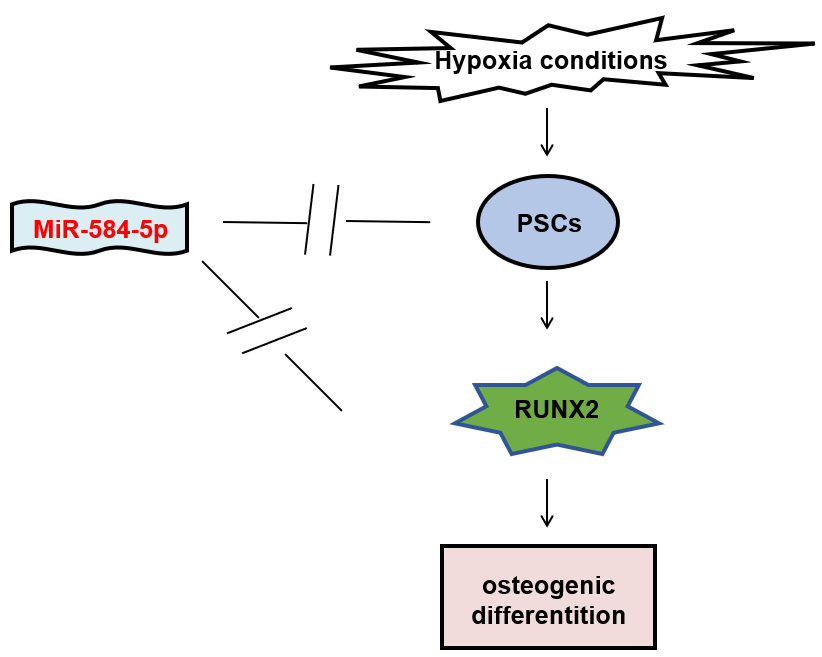 Hypoxia conditions
MiR-584-5p
PSCs
RUNX2
osteogenic
differentition